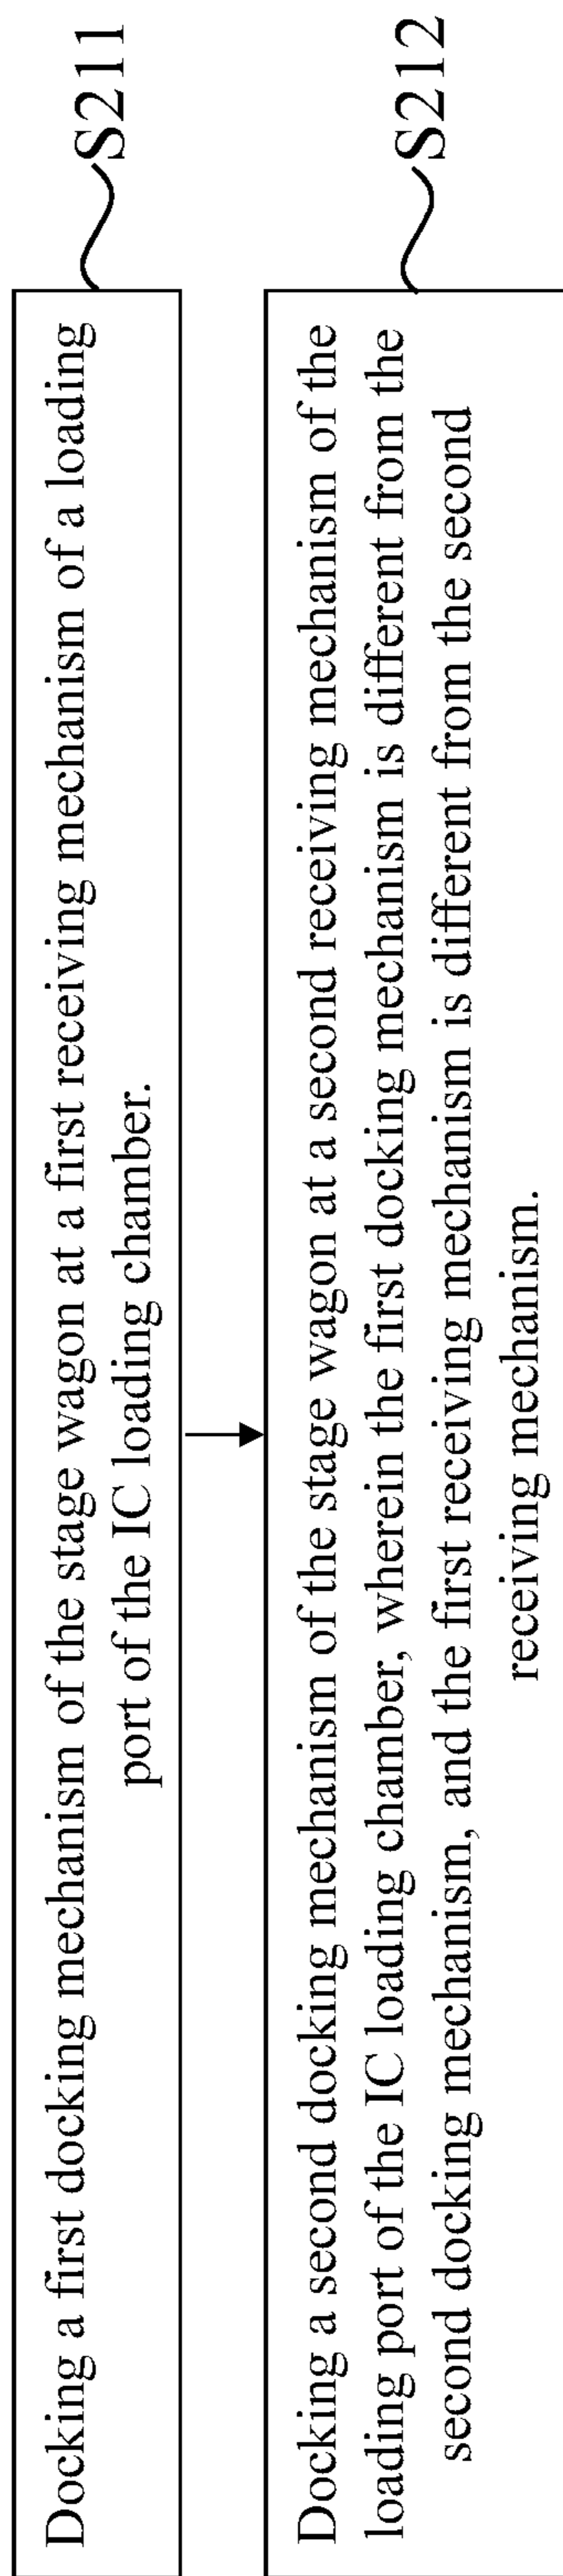 Docking a first docking mechanism of the stage wagon at a first receiving mechanism of a loading
port of the IC loading chamber.
S211
Docking a second docking mechanism of the stage wagon at a second receiving mechanism of the
loading port of the IC loading chamber, wherein the first docking mechanism is different from the
second docking mechanism, and the first receiving mechanism is different from the second
receiving mechanism.
S212